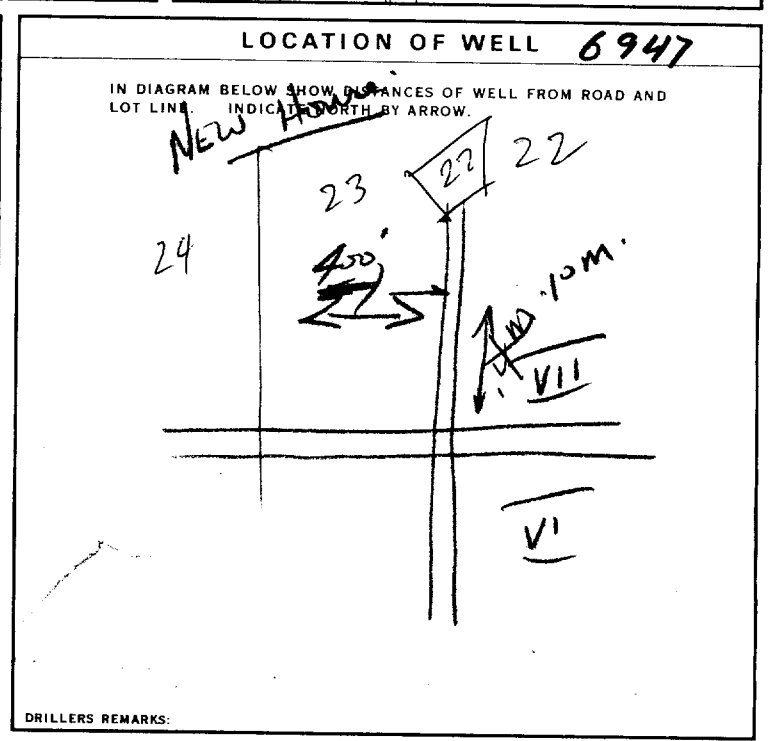 LOCATION OF WELL 6947
IN DIAGRAM BELOW SHOW DISTANCES OF WELL FROM ROAD AND
LOT LINE. INDICATE NORTH BY ARROW.
NEW
23
22
22
24
400'
VII
VI
DRILLERS REMARKS: